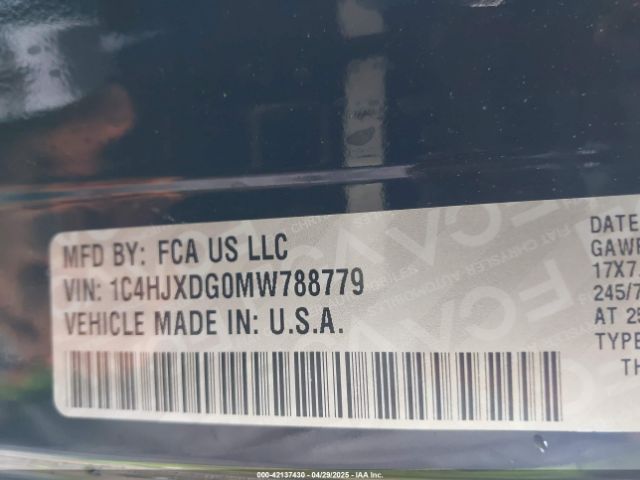 MFD BY: FCA US LLC
VIN: 1C4HJXDG0MW788779
VEHICLE MADE IN: U.S.A.
DATE
GAWR
17X7
245/7
AT 25
TYPE
TH
000-42137430 - 04/29/2025 - IAA Inc.